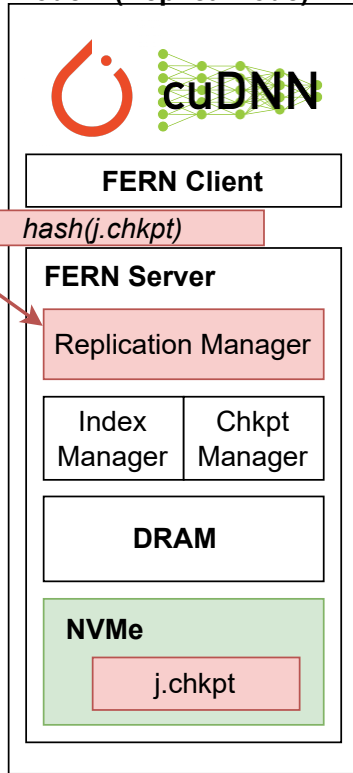 cuDNN
FERN Client
hash(j.chkpt)
FERN Server
Replication Manager
Index Manager
Chkpt Manager
DRAM
NVMe
j.chkpt